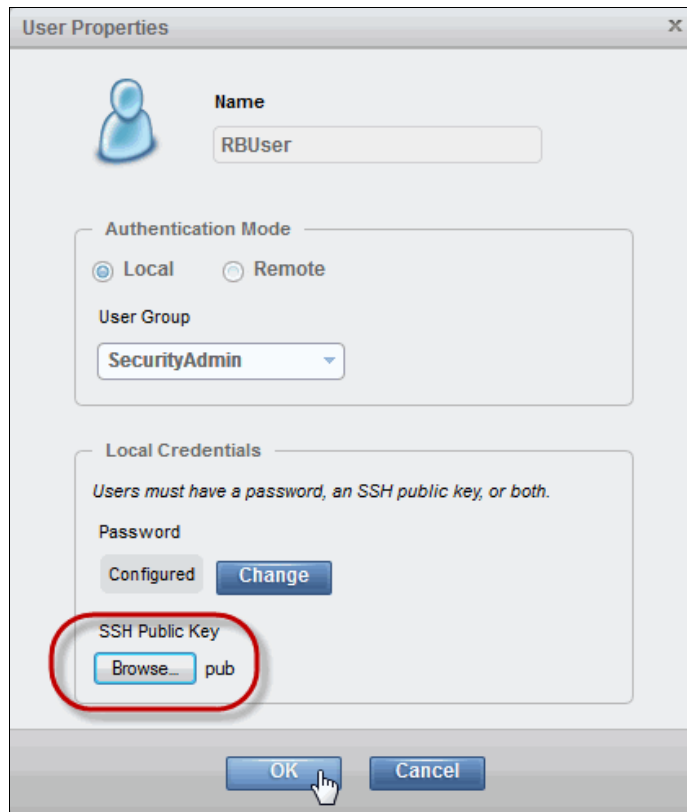 User Properties x
Name
RBUser
Authentication Mode
Local Remote
User Group
SecurityAdmin
Local Credentials
Users must have a password, an SSH public key, or both.
Password
Configured Change
SSH Public Key
Browse... pub
OK Cancel